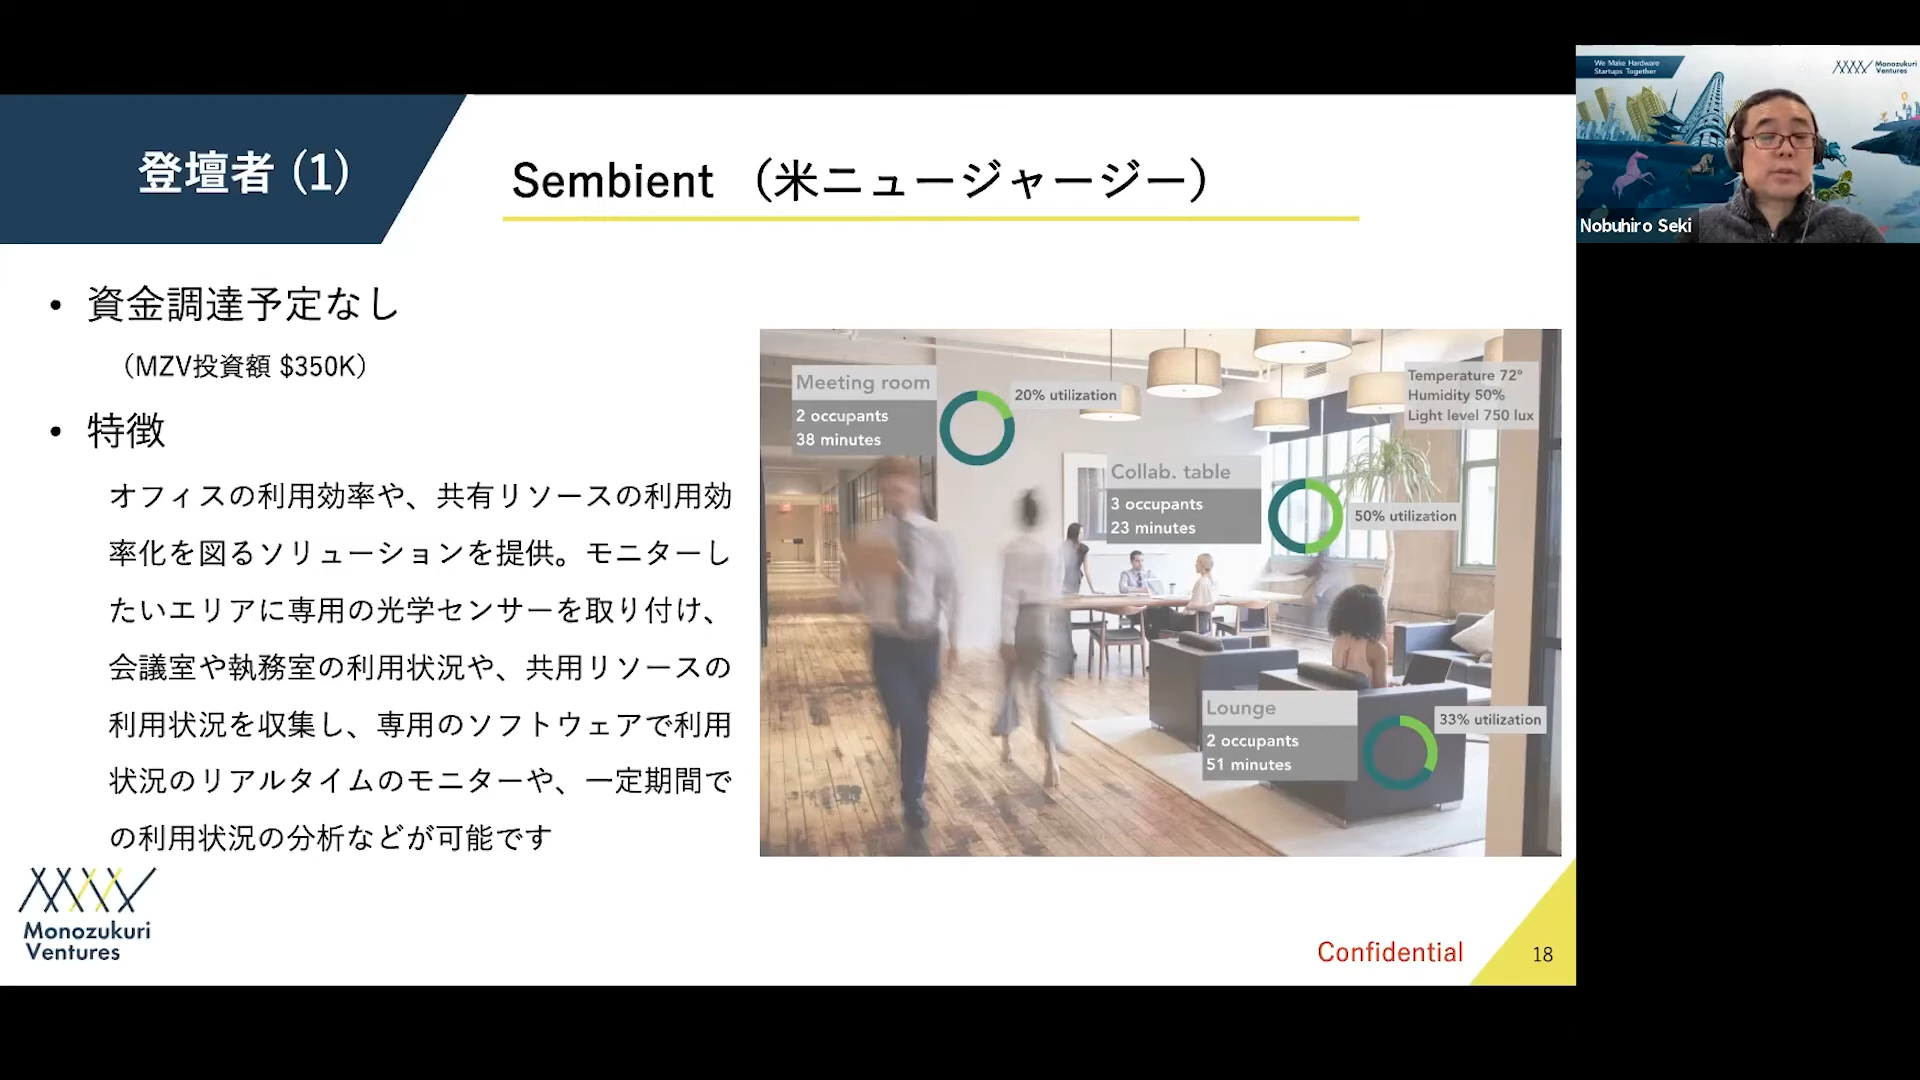 登壇者 (1)
Sembient （米ニュージャージー）
• 資金調達予定なし
（MZV投資額 $350K）
• 特徴
オフィスの利用効率や、共有リソースの利用効
率化を図るソリューションを提供。モニターし
たいエリアに専用の光学センサーを取り付け、
会議室や執務室の利用状況や、共用リソースの
利用状況を収集し、専用のソフトウェアで利用
状況のリアルタイムのモニターや、一定期間で
の利用状況の分析などが可能です
Meeting room
2 occupants
38 minutes
20% utilization
Temperature 72°
Humidity 50%
Light level 750 lux
Collab. table
3 occupants
23 minutes
50% utilization
Lounge
2 occupants
51 minutes
33% utilization
Monozukuri
Ventures
Confidential
18
We Make Hardware
Startups Together
Monozukuri
Ventures
Nobuhiro Seki